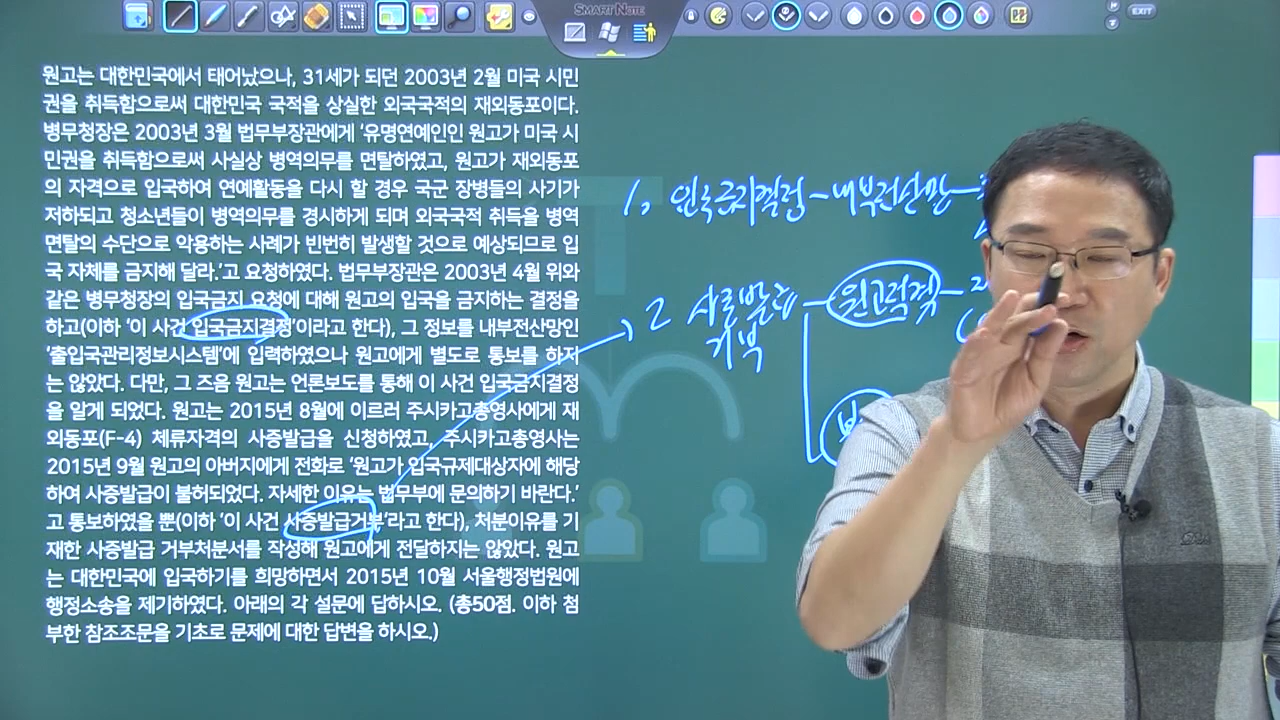 SMART NOTE
EXIT
원고는 대한민국에서 태어났으나, 31세가 되던 2003년 2월 미국 시민
권을 취득함으로써 대한민국 국적을 상실한 외국국적의 재외동포이다.
병무청장은 2003년 3월 법무부장관에게 ‘유명연예인인 원고가 미국 시
민권을 취득함으로써 사실상 병역의무를 면탈하였고, 원고가 재외동포
의 자격으로 입국하여 연예활동을 다시 할 경우 국군 장병들의 사기가
저하되고 청소년들이 병역의무를 경시하게 되며 외국국적 취득을 병역
면탈의 수단으로 악용하는 사례가 빈번히 발생할 것으로 예상되므로 입
국 자체를 금지해 달라.’고 요청하였다. 법무부장관은 2003년 4월 위와
같은 병무청장의 입국금지 요청에 대해 원고의 입국을 금지하는 결정을
하고(이하 ‘이 사건 입국금지결정’이라고 한다), 그 정보를 내부전산망인
‘출입국관리정보시스템’에 입력하였으나 원고에게 별도로 통보를 하지
는 않았다. 다만, 그 즈음 원고는 언론보도를 통해 이 사건 입국금지결정
을 알게 되었다. 원고는 2015년 8월에 이르러 주시카고총영사에게 재
외동포(F-4) 체류자격의 사증발급을 신청하였고, 주시카고총영사는
2015년 9월 원고의 아버지에게 전화로 ‘원고가 입국규제대상자에 해당
하여 사증발급이 불허되었다. 자세한 이유는 법무부에 문의하기 바란다.’
고 통보하였을 뿐(이하 ‘이 사건 사증발급거부’라고 한다), 처분이유를 기
재한 사증발급 거부처분서를 작성해 원고에게 전달하지는 않았다. 원고
는 대한민국에 입국하기를 희망하면서 2015년 10월 서울행정법원에
행정소송을 제기하였다. 아래의 각 설문에 답하시오. (총50점. 이하 첨
부한 참조조문을 기초로 문제에 대한 답변을 하시오.)
1. 입국금지결정 - 내부전산망 -
2 사증발급 - 원고적격 -
거부